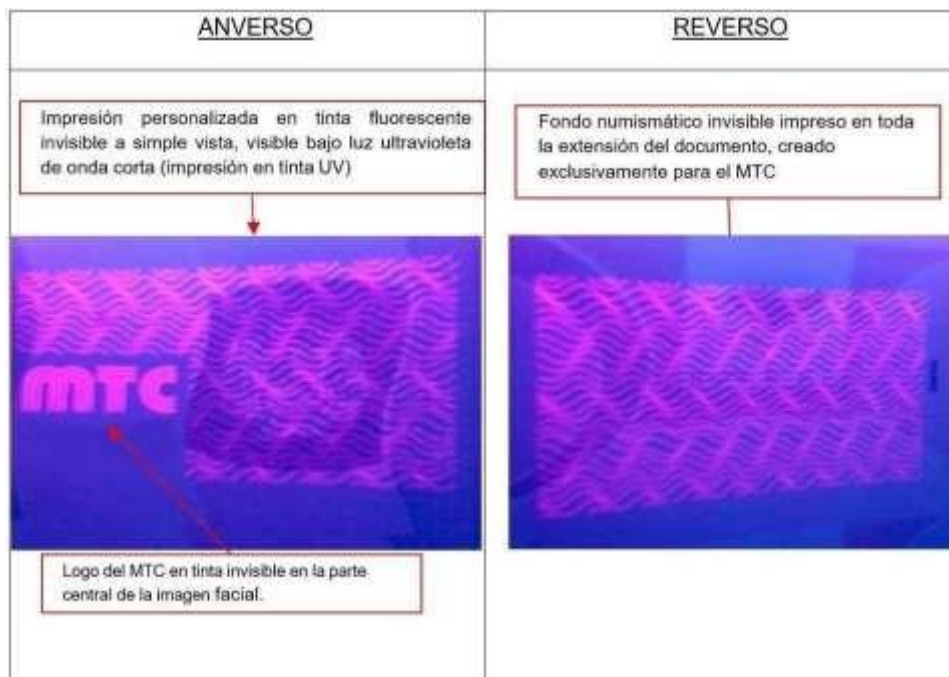 ANVERSO
REVERSO
Impresión personalizada en tinta fluorescente
invisible a simple vista, visible bajo luz ultravioleta
de onda corta (impresión en tinta UV)
Fondo numismático invisible impreso en toda
la extensión del documento, creado
exclusivamente para el MTC
MTC
Logo del MTC en tinta invisible en la parte
central de la imagen facial.